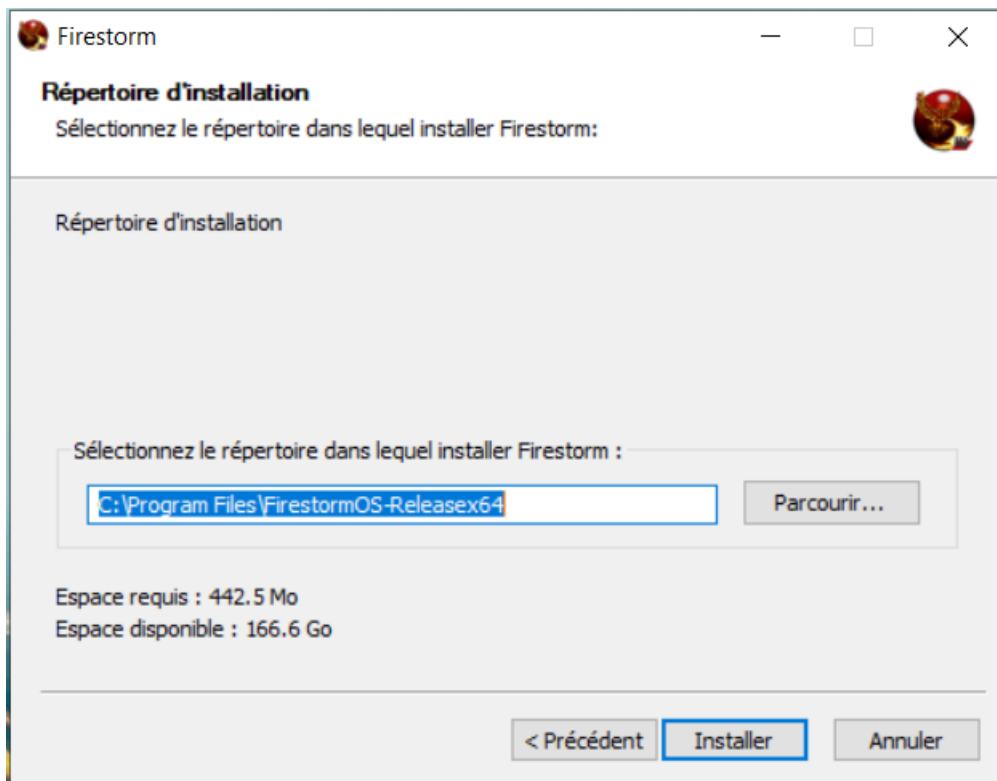 Firestorm
Répertoire d'installation
Sélectionnez le répertoire dans lequel installer Firestorm:
Répertoire d'installation
Sélectionnez le répertoire dans lequel installer Firestorm :
C:\Program Files\FirestormOS-Releasex64
Parcourir...
Espace requis : 442.5 Mo
Espace disponible : 166.6 Go
< Précédent
Installer
Annuler